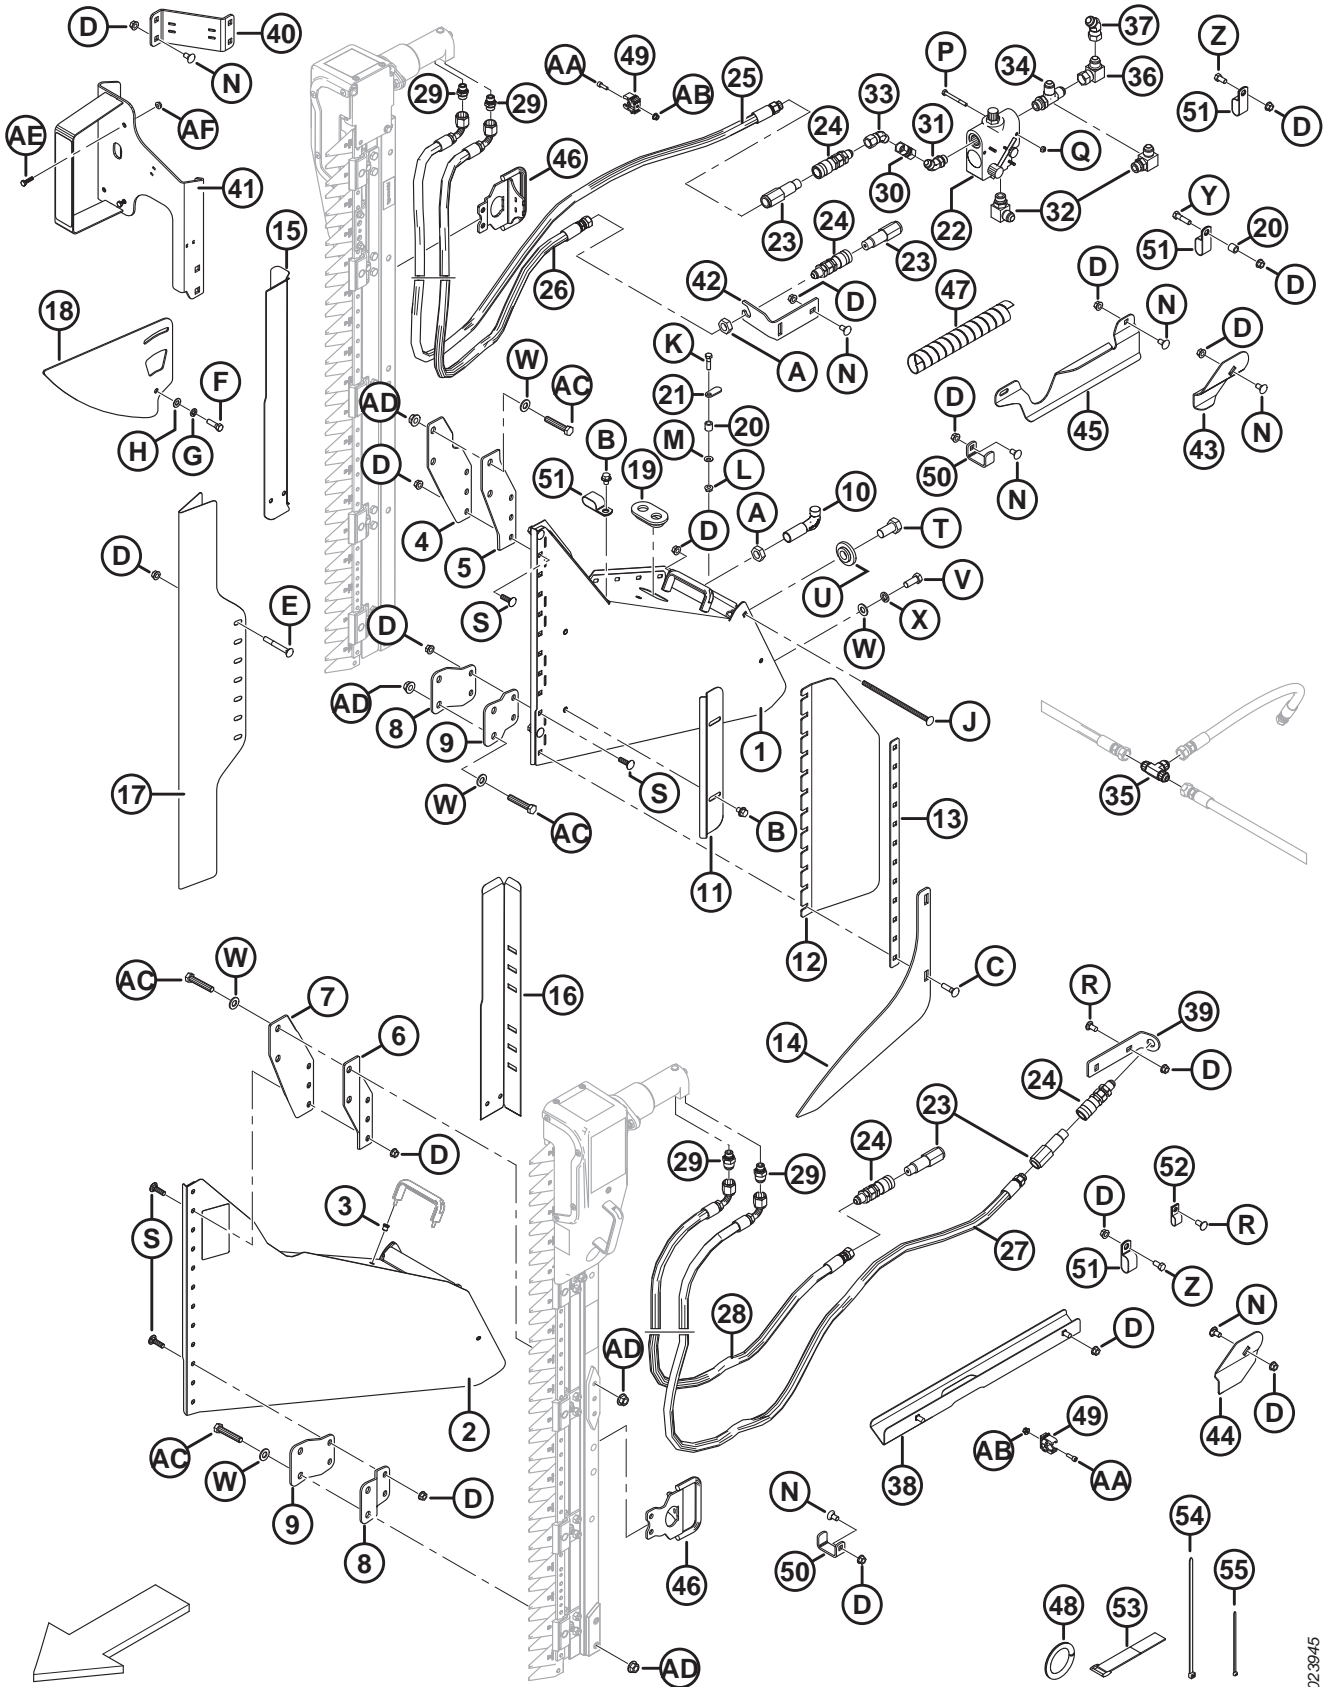 D
40
N
AE
AF
41
15
18
F
H
G
29
29
AA
49
AB
25
46
26
P
33
24
31
30
23
22
34
37
36
Q
32
Z
51
D
Y
20
51
D
24
23
42
D
A
N
47
D
N
45
D
43
N
D
50
N
W
AC
AD
K
21
20
M
L
B
51
19
D
4
5
A
10
T
U
V
X
W
D
E
S
D
AD
8
9
W
AC
S
B
1
J
17
11
12
13
14
C
35
AC
W
7
6
16
D
S
3
2
R
39
D
24
23
24
29
29
27
28
52
R
D
51
Z
N
44
D
D
38
AB
49
AA
AD
AC
W
9
8
D
46
N
50
D
AD
54
55
48
53
023945